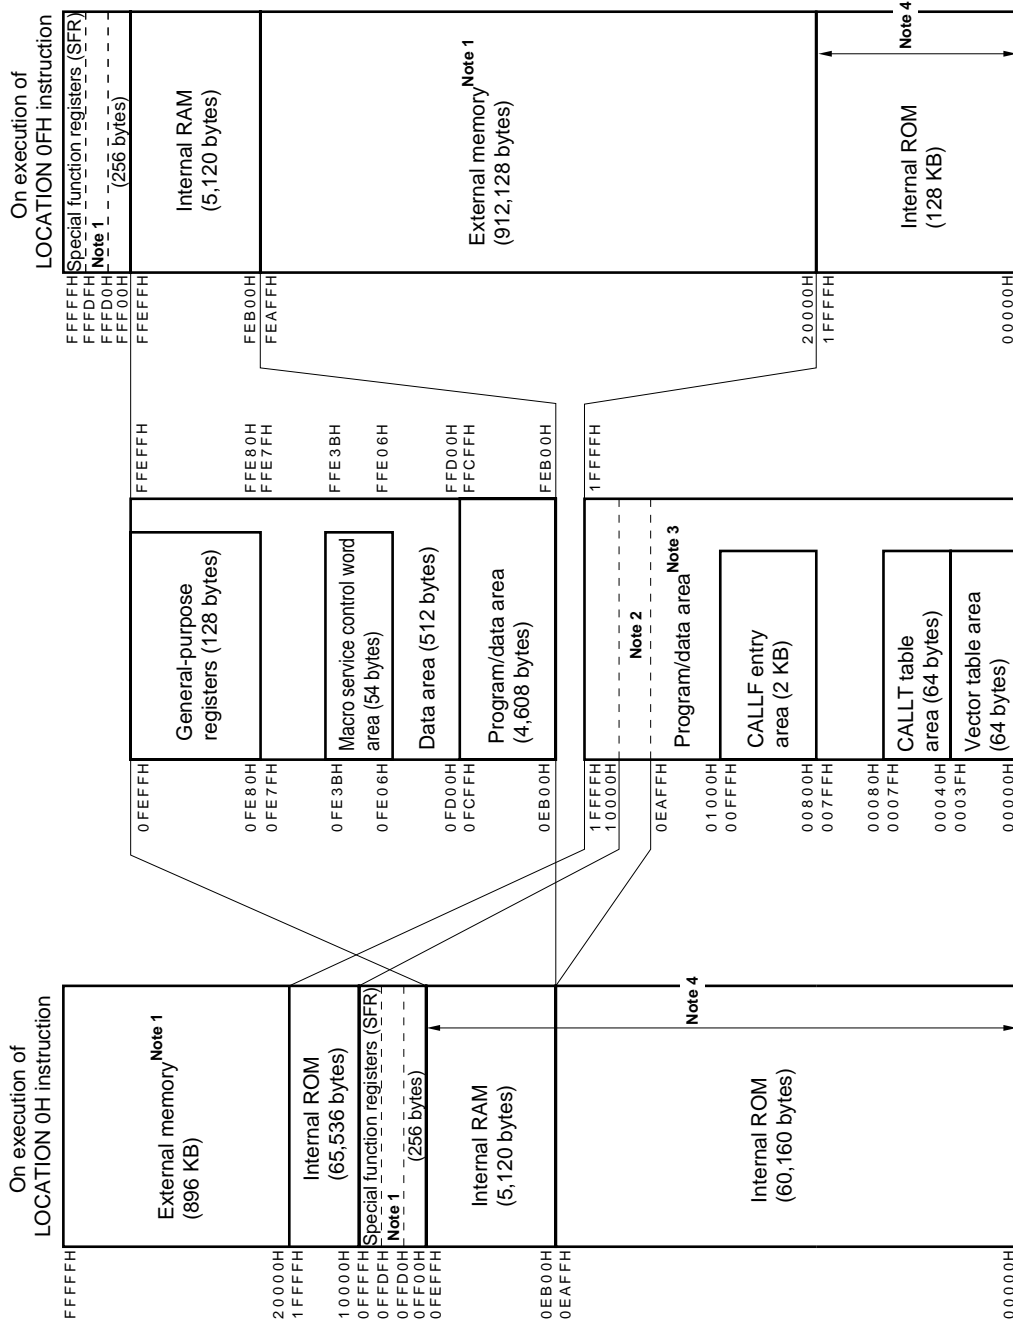 On execution of
LOCATION 0H instruction
FFFFFH
External memory Note 1
(896 KB)
20000H
1FFFFH
Internal ROM
(65,536 bytes)
10000H
0FFFFH
Special function registers (SFR)
0FFDFH
Note 1
0FFD0H
0FF00H
(256 bytes)
0FEFFH
Internal RAM
(5,120 bytes)
0EB00H
0EAFFH
Note 4
Internal ROM
(60,160 bytes)
00000H
0FEFFH
General-purpose
registers (128 bytes)
0FE80H
0FE7FH
0FE3BH
Macro service control word
area (54 bytes)
0FE06H
Data area (512 bytes)
0FD00H
0FCFFH
Program/data area
(4,608 bytes)
0EB00H
FFEFFH
FFE80H
FFE7FH
FFE3BH
FFE06H
FFD00H
FFCFFH
FEB00H
1FFFFH
1FFFFH
10000H
Note 2
0EAFFH
Program/data area Note 3
01000H
00FFFH
CALLF entry
area (2 KB)
00800H
007FFH
00080H
0007FH
CALLT table
area (64 bytes)
00040H
0003FH
Vector table area
(64 bytes)
00000H
On execution of
LOCATION 0FH instruction
FFFFFH
Special function registers (SFR)
FFFDFH
Note 1
FFFD0H
FFF00H
(256 bytes)
FFEFFH
Internal RAM
(5,120 bytes)
FEB00H
FEAFFH
External memory Note 1
(912,128 bytes)
20000H
1FFFFH
Note 4
Internal ROM
(128 KB)
00000H